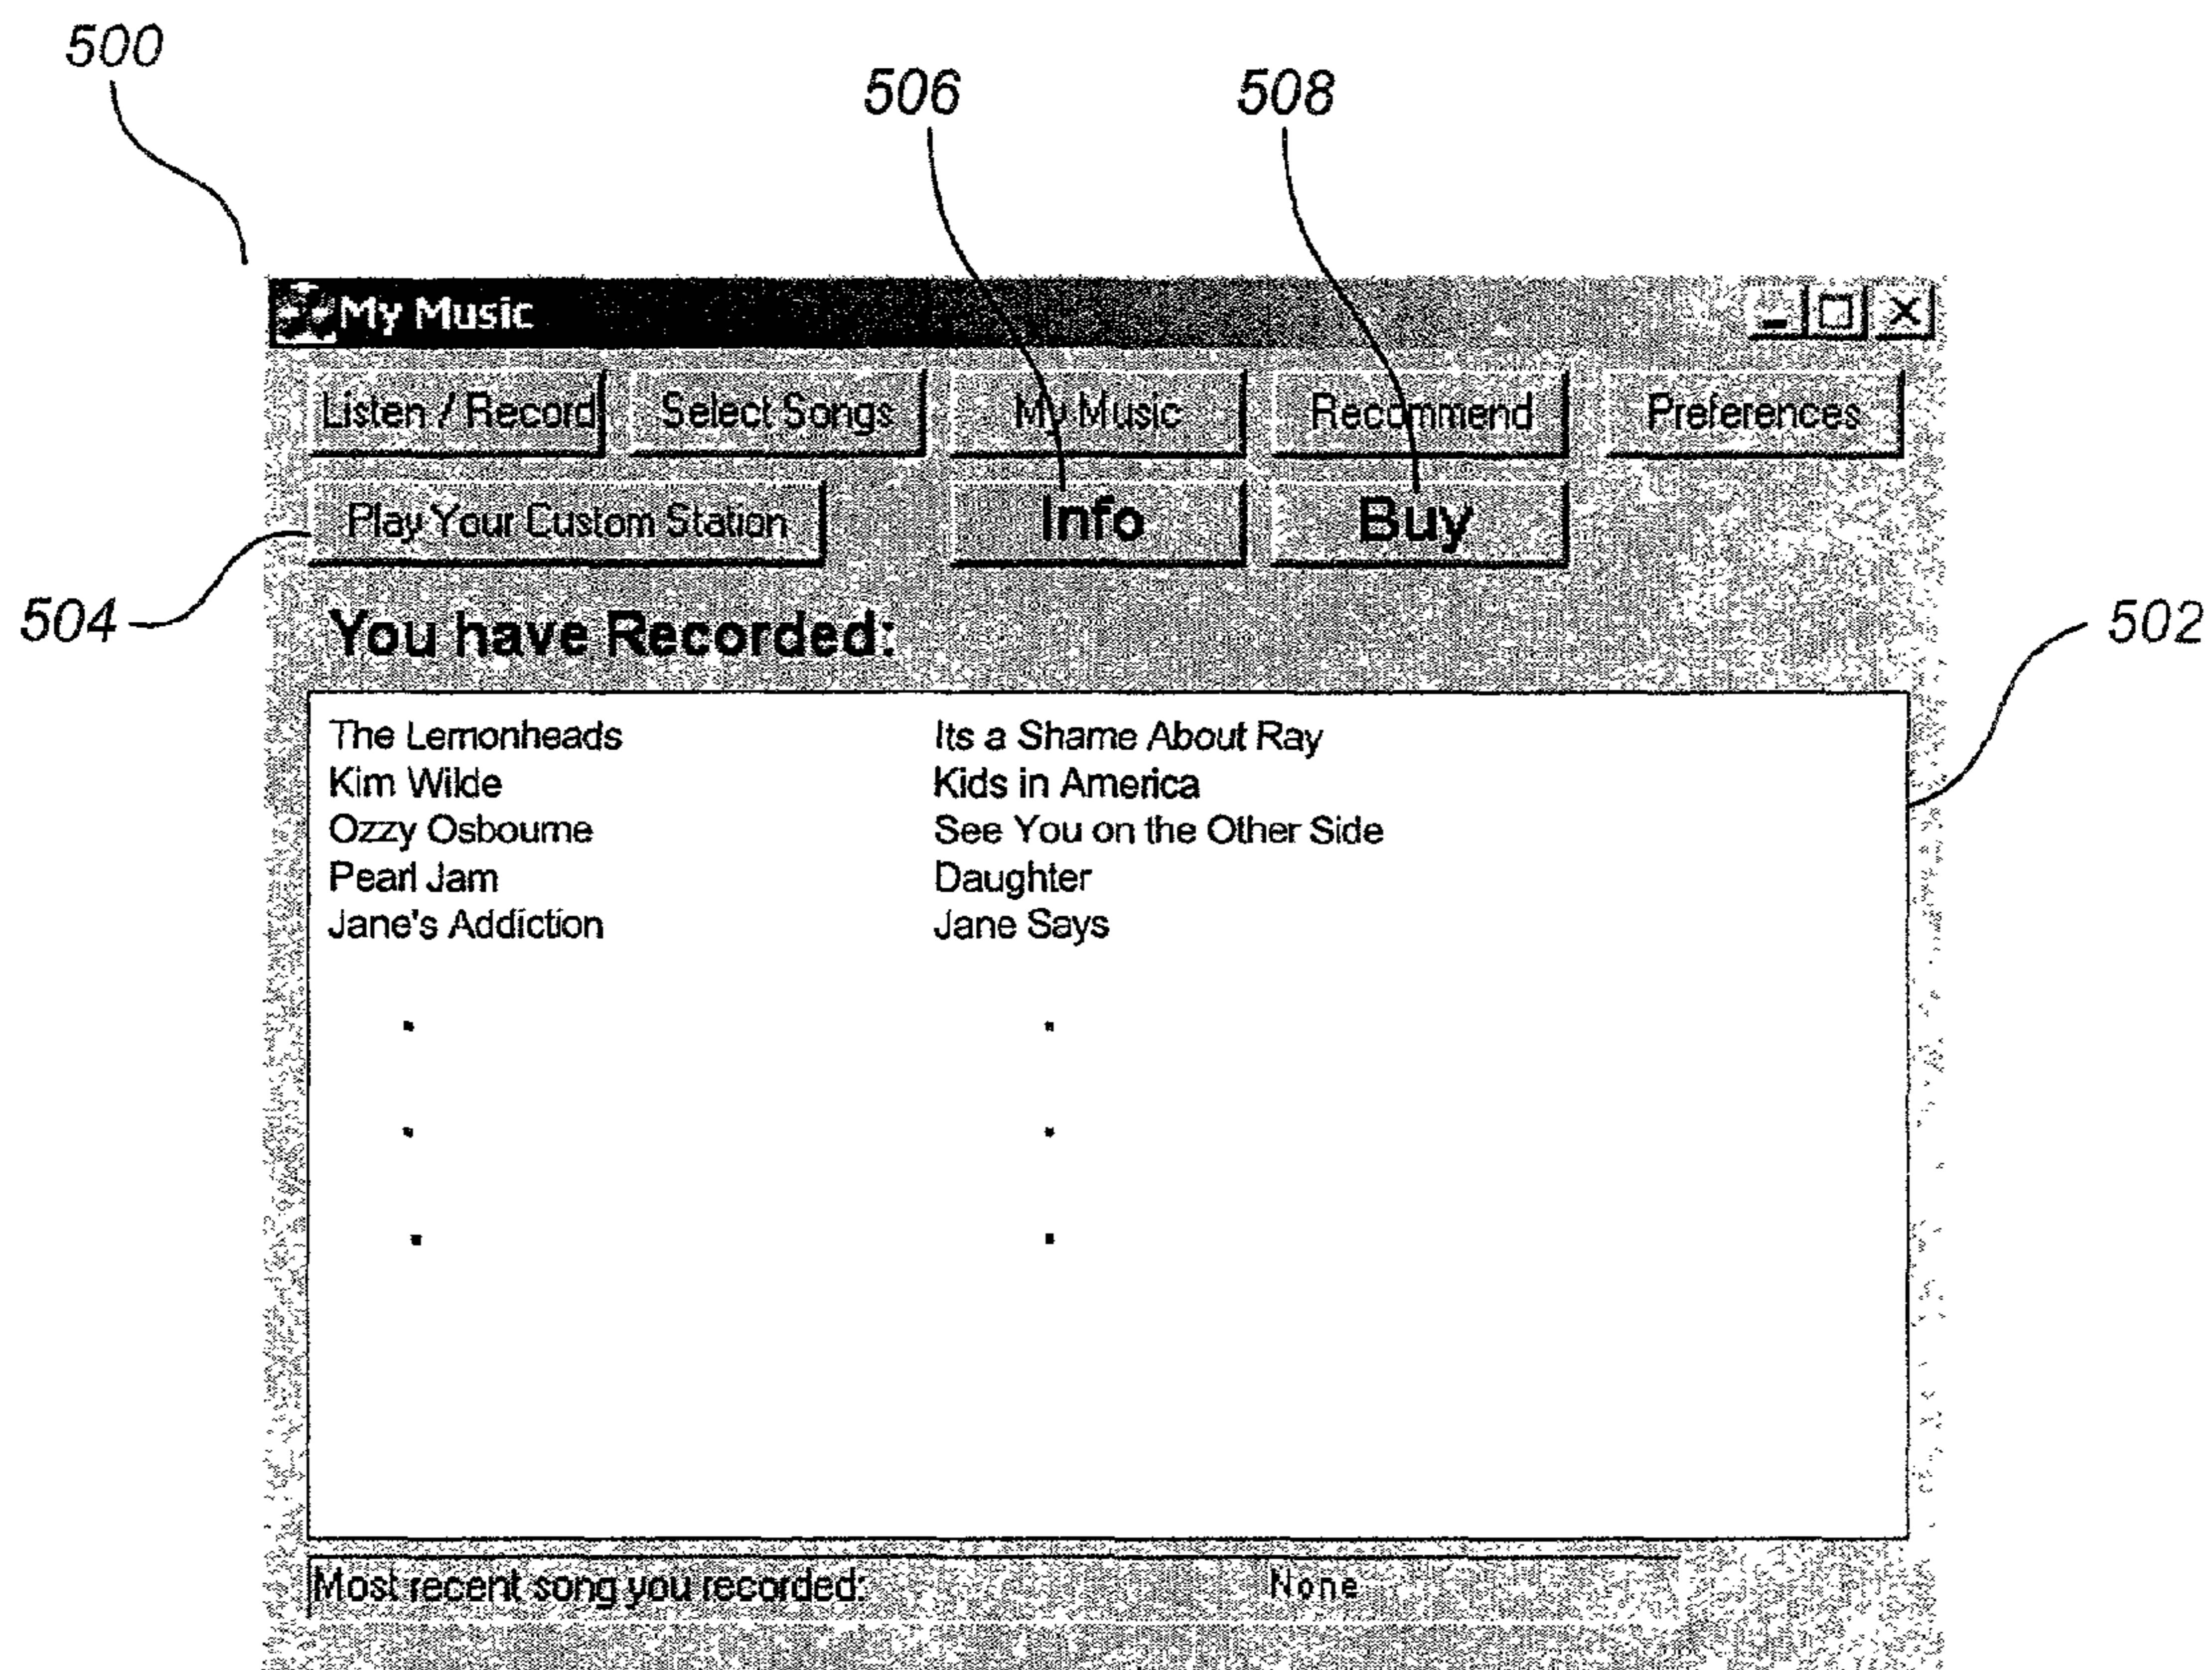 500
506 508
My Music
Listen / Record Select Songs My Music Recommend Preferences
Play Your Custom Station Info Buy
504
You have Recorded:
502
The Lemonheads Its a Shame About Ray
Kim Wilde Kids in America
Ozzy Osbourne See You on the Other Side
Pearl Jam Daughter
Jane's Addiction Jane Says
Most recent song you recorded: None